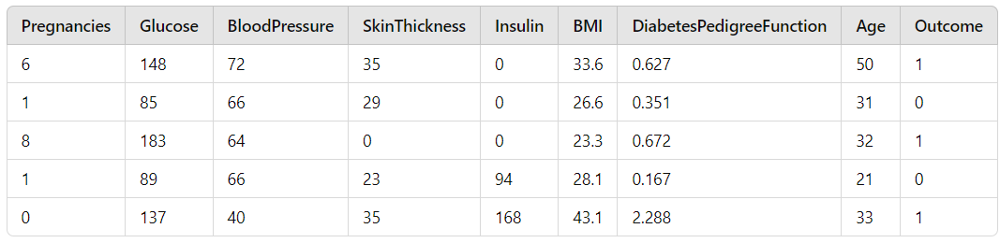 Pregnancies Glucose BloodPressure SkinThickness Insulin BMI DiabetesPedigreeFunction Age Outcome
6 148 72 35 0 33.6 0.627 50 1
1 85 66 29 0 26.6 0.351 31 0
8 183 64 0 0 23.3 0.672 32 1
1 89 66 23 94 28.1 0.167 21 0
0 137 40 35 168 43.1 2.288 33 1